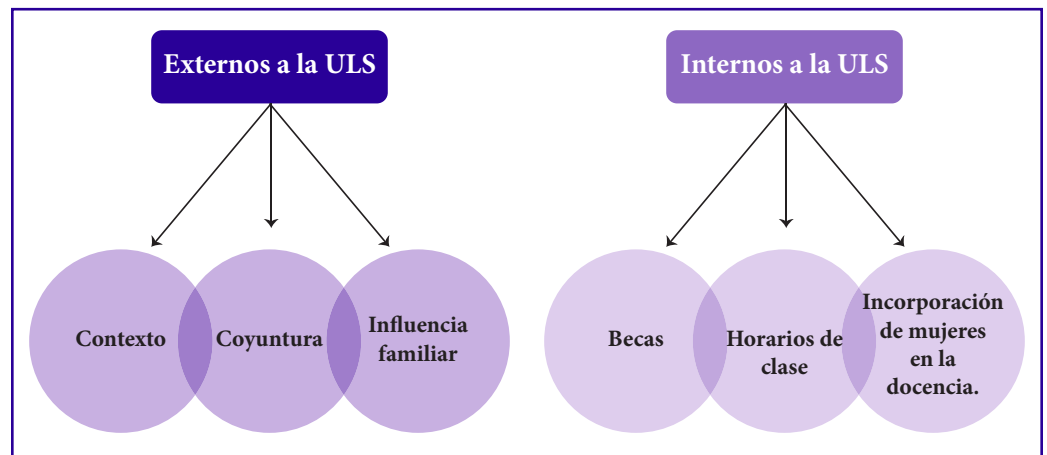 Externos a la ULS
Internos a la ULS
Contexto
Coyuntura
Influencia
familiar
Becas
Horarios de
clase
Incorporación
de mujeres
en la
docencia.